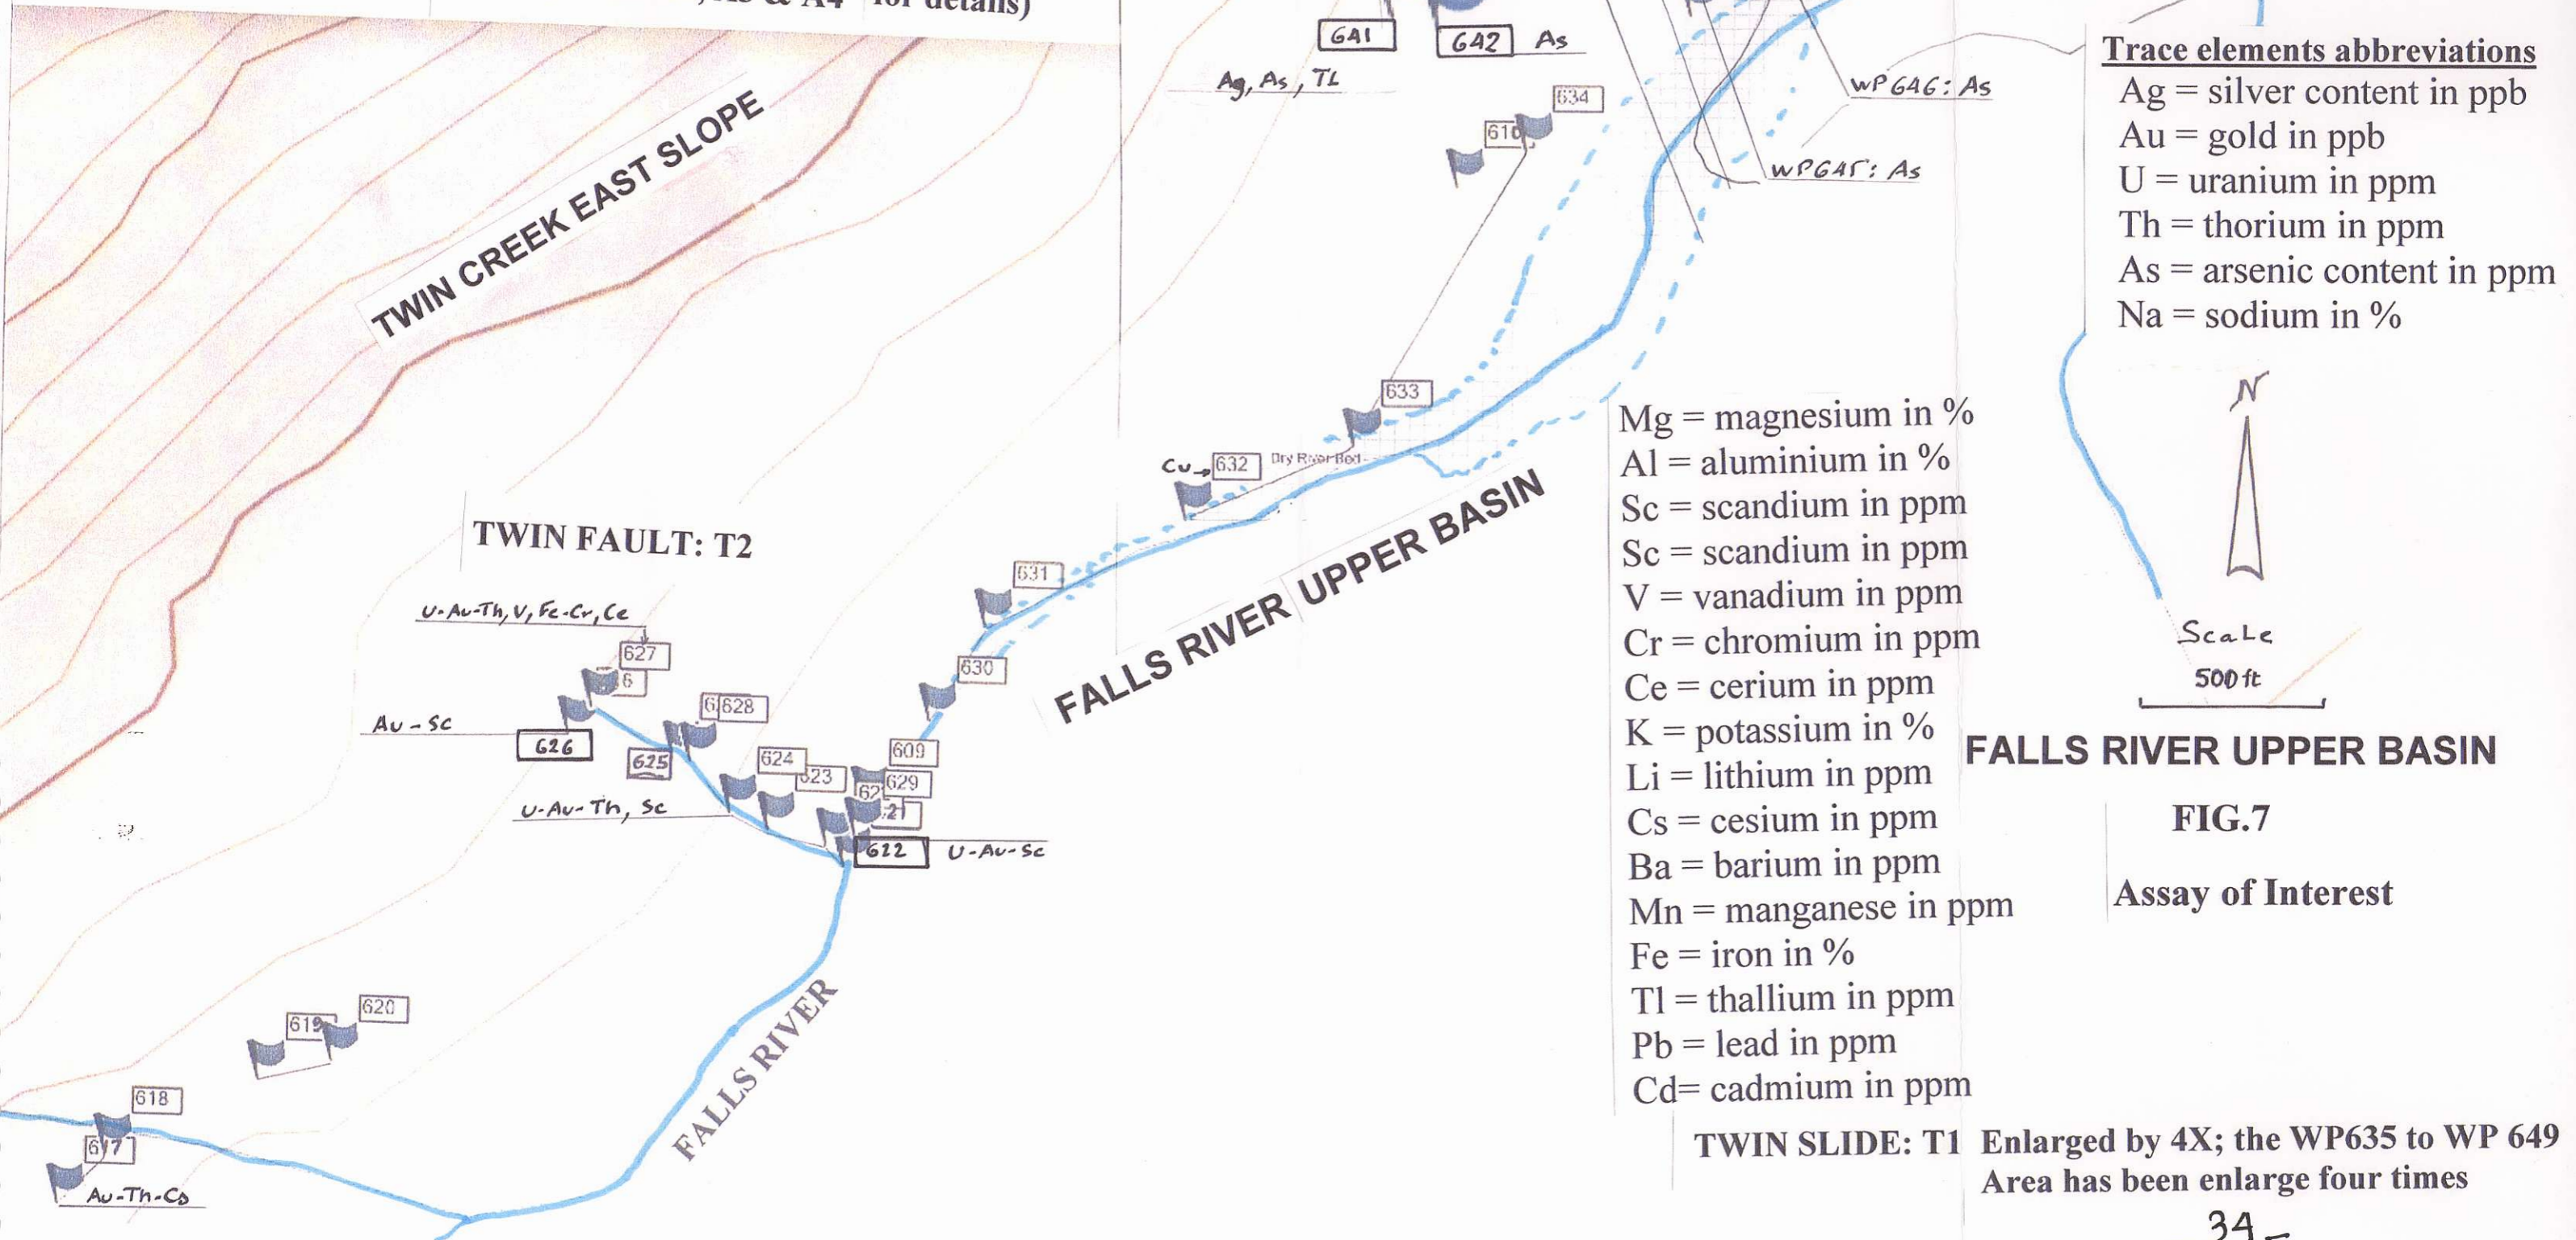 for details)
641
642 As
Ag, As, TL
634
610
WP646: As
WP645: As
TWIN CREEK EAST SLOPE
633
Cu 632 Dry River Bed
FALLS RIVER UPPER BASIN
631
630
TWIN FAULT: T2
U-Au-Th, V, Fe-Cr, Ce
627
6
Au-Sc
626
628
625
624
623
609
629
U-Au-Th, Sc
622 U-Au-Sc
FALLS RIVER
620
619
618
617
Au-Th-Cs
Trace elements abbreviations
Ag = silver content in ppb
Au = gold in ppb
U = uranium in ppm
Th = thorium in ppm
As = arsenic content in ppm
Na = sodium in %
Mg = magnesium in %
Al = aluminium in %
Sc = scandium in ppm
Sc = scandium in ppm
V = vanadium in ppm
Cr = chromium in ppm
Ce = cerium in ppm
K = potassium in %
Li = lithium in ppm
Cs = cesium in ppm
Ba = barium in ppm
Mn = manganese in ppm
Fe = iron in %
Tl = thallium in ppm
Pb = lead in ppm
Cd= cadmium in ppm
N
Scale
500 ft
FALLS RIVER UPPER BASIN
FIG.7
Assay of Interest
TWIN SLIDE: T1 Enlarged by 4X; the WP635 to WP 649
Area has been enlarge four times
34